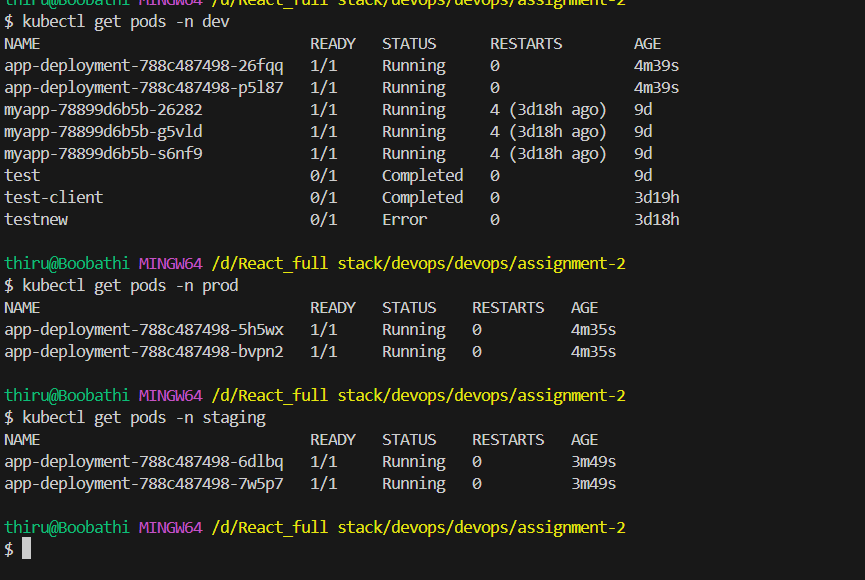 thiru@Boobathi MINGW64 /d/React_full stack/devops/devops/assignment-2
$ kubectl get pods -n dev
NAME READY STATUS RESTARTS AGE
app-deployment-788c487498-26fqq 1/1 Running 0 4m39s
app-deployment-788c487498-p5l87 1/1 Running 0 4m39s
myapp-78899d6b5b-26282 1/1 Running 4 (3d18h ago) 9d
myapp-78899d6b5b-g5vld 1/1 Running 4 (3d18h ago) 9d
myapp-78899d6b5b-s6nf9 1/1 Running 4 (3d18h ago) 9d
test 0/1 Completed 0 9d
test-client 0/1 Completed 0 3d19h
testnew 0/1 Error 0 3d18h
thiru@Boobathi MINGW64 /d/React_full stack/devops/devops/assignment-2
$ kubectl get pods -n prod
NAME READY STATUS RESTARTS AGE
app-deployment-788c487498-5h5wx 1/1 Running 0 4m35s
app-deployment-788c487498-bvpn2 1/1 Running 0 4m35s
thiru@Boobathi MINGW64 /d/React_full stack/devops/devops/assignment-2
$ kubectl get pods -n staging
NAME READY STATUS RESTARTS AGE
app-deployment-788c487498-6dlbq 1/1 Running 0 3m49s
app-deployment-788c487498-7w5p7 1/1 Running 0 3m49s
thiru@Boobathi MINGW64 /d/React_full stack/devops/devops/assignment-2
$